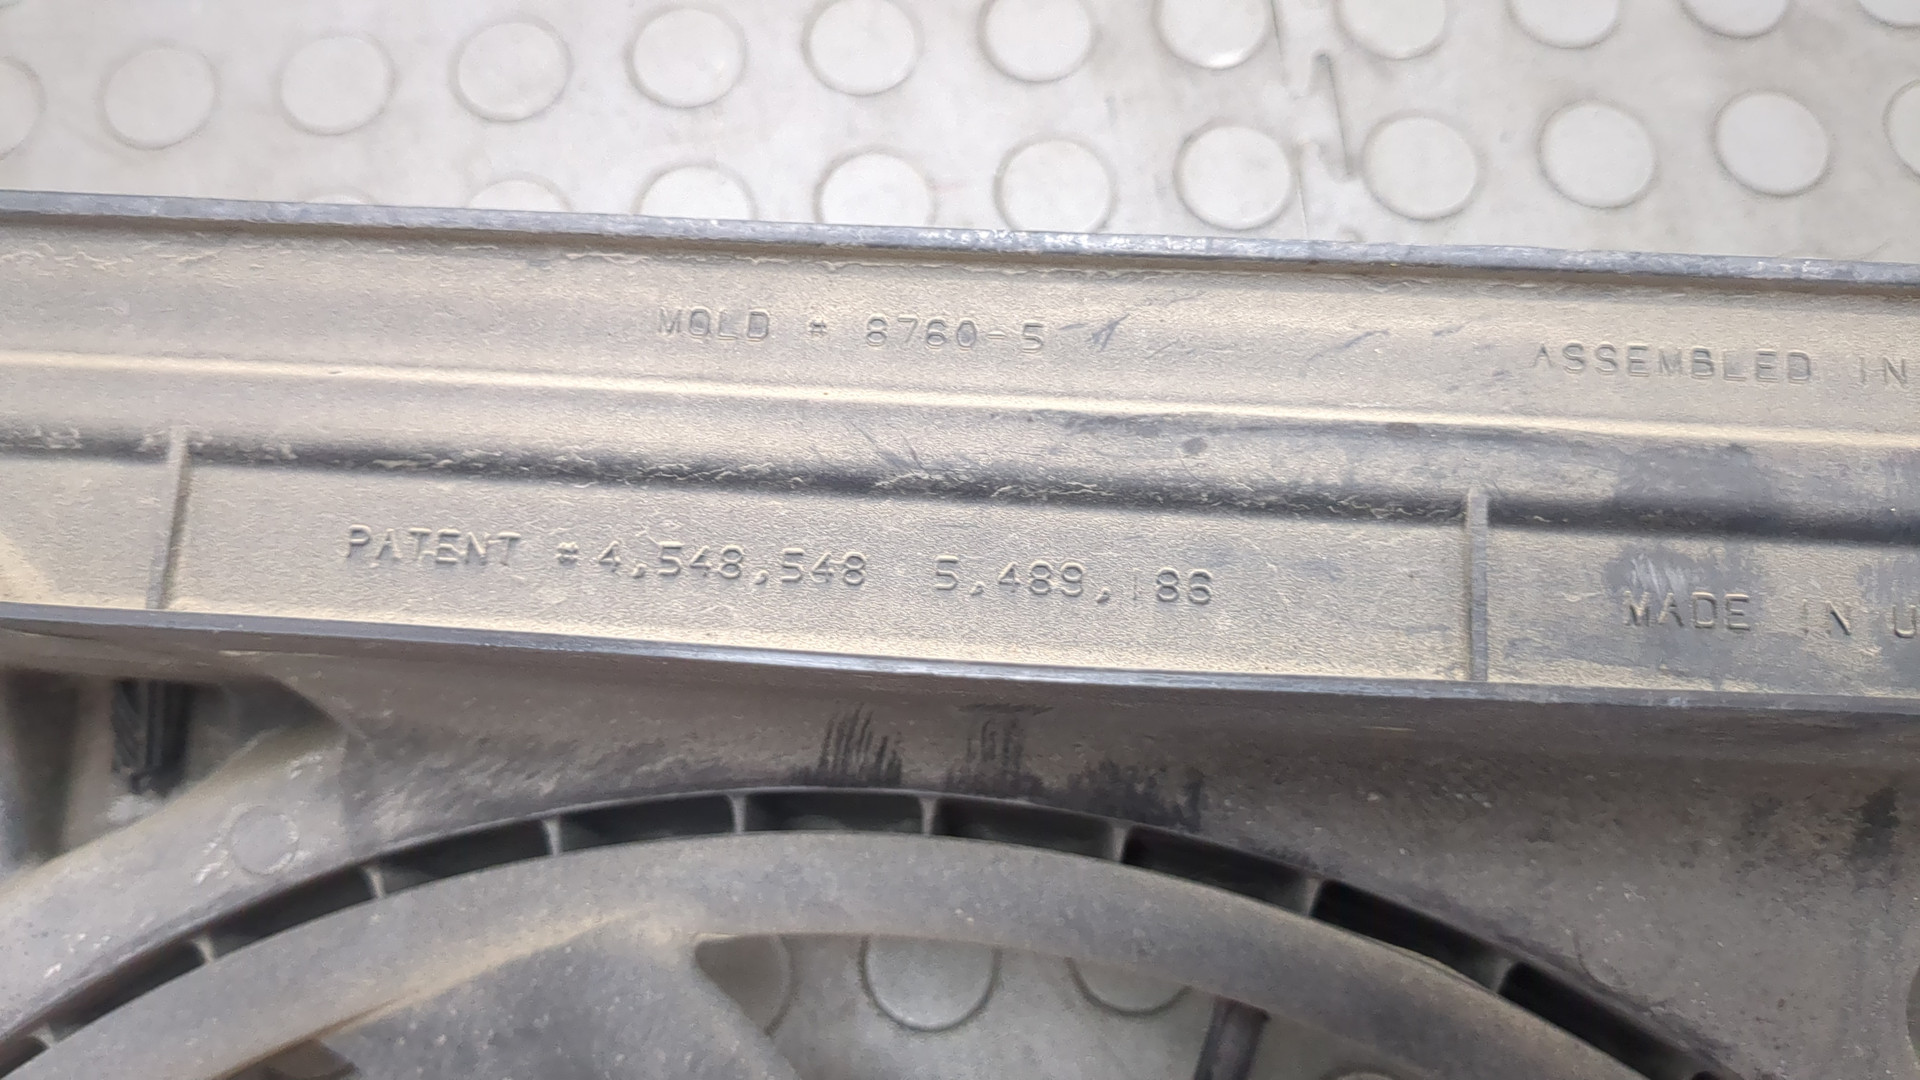 MOLD # 8760-5
ASSEMBLED IN
PATENT #4,548,548 5,489,186
MADE IN U